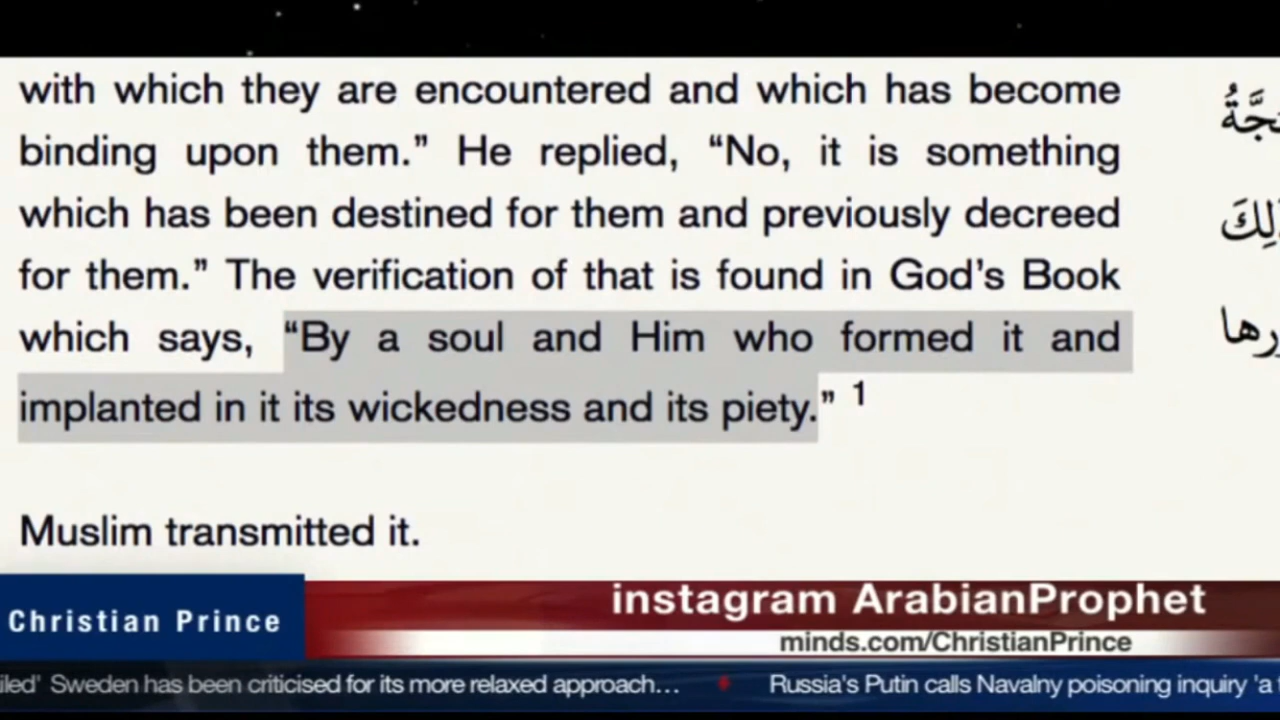 with which they are encountered and which has become
binding upon them.” He replied, “No, it is something
which has been destined for them and previously decreed
for them.” The verification of that is found in God’s Book
which says, “By a soul and Him who formed it and
implanted in it its wickedness and its piety.” 1
Muslim transmitted it.
Christian Prince
instagram ArabianProphet
minds.com/ChristianPrince
Sweden has been criticised for its more relaxed approach...
Russia's Putin calls Navalny poisoning inquiry 'a